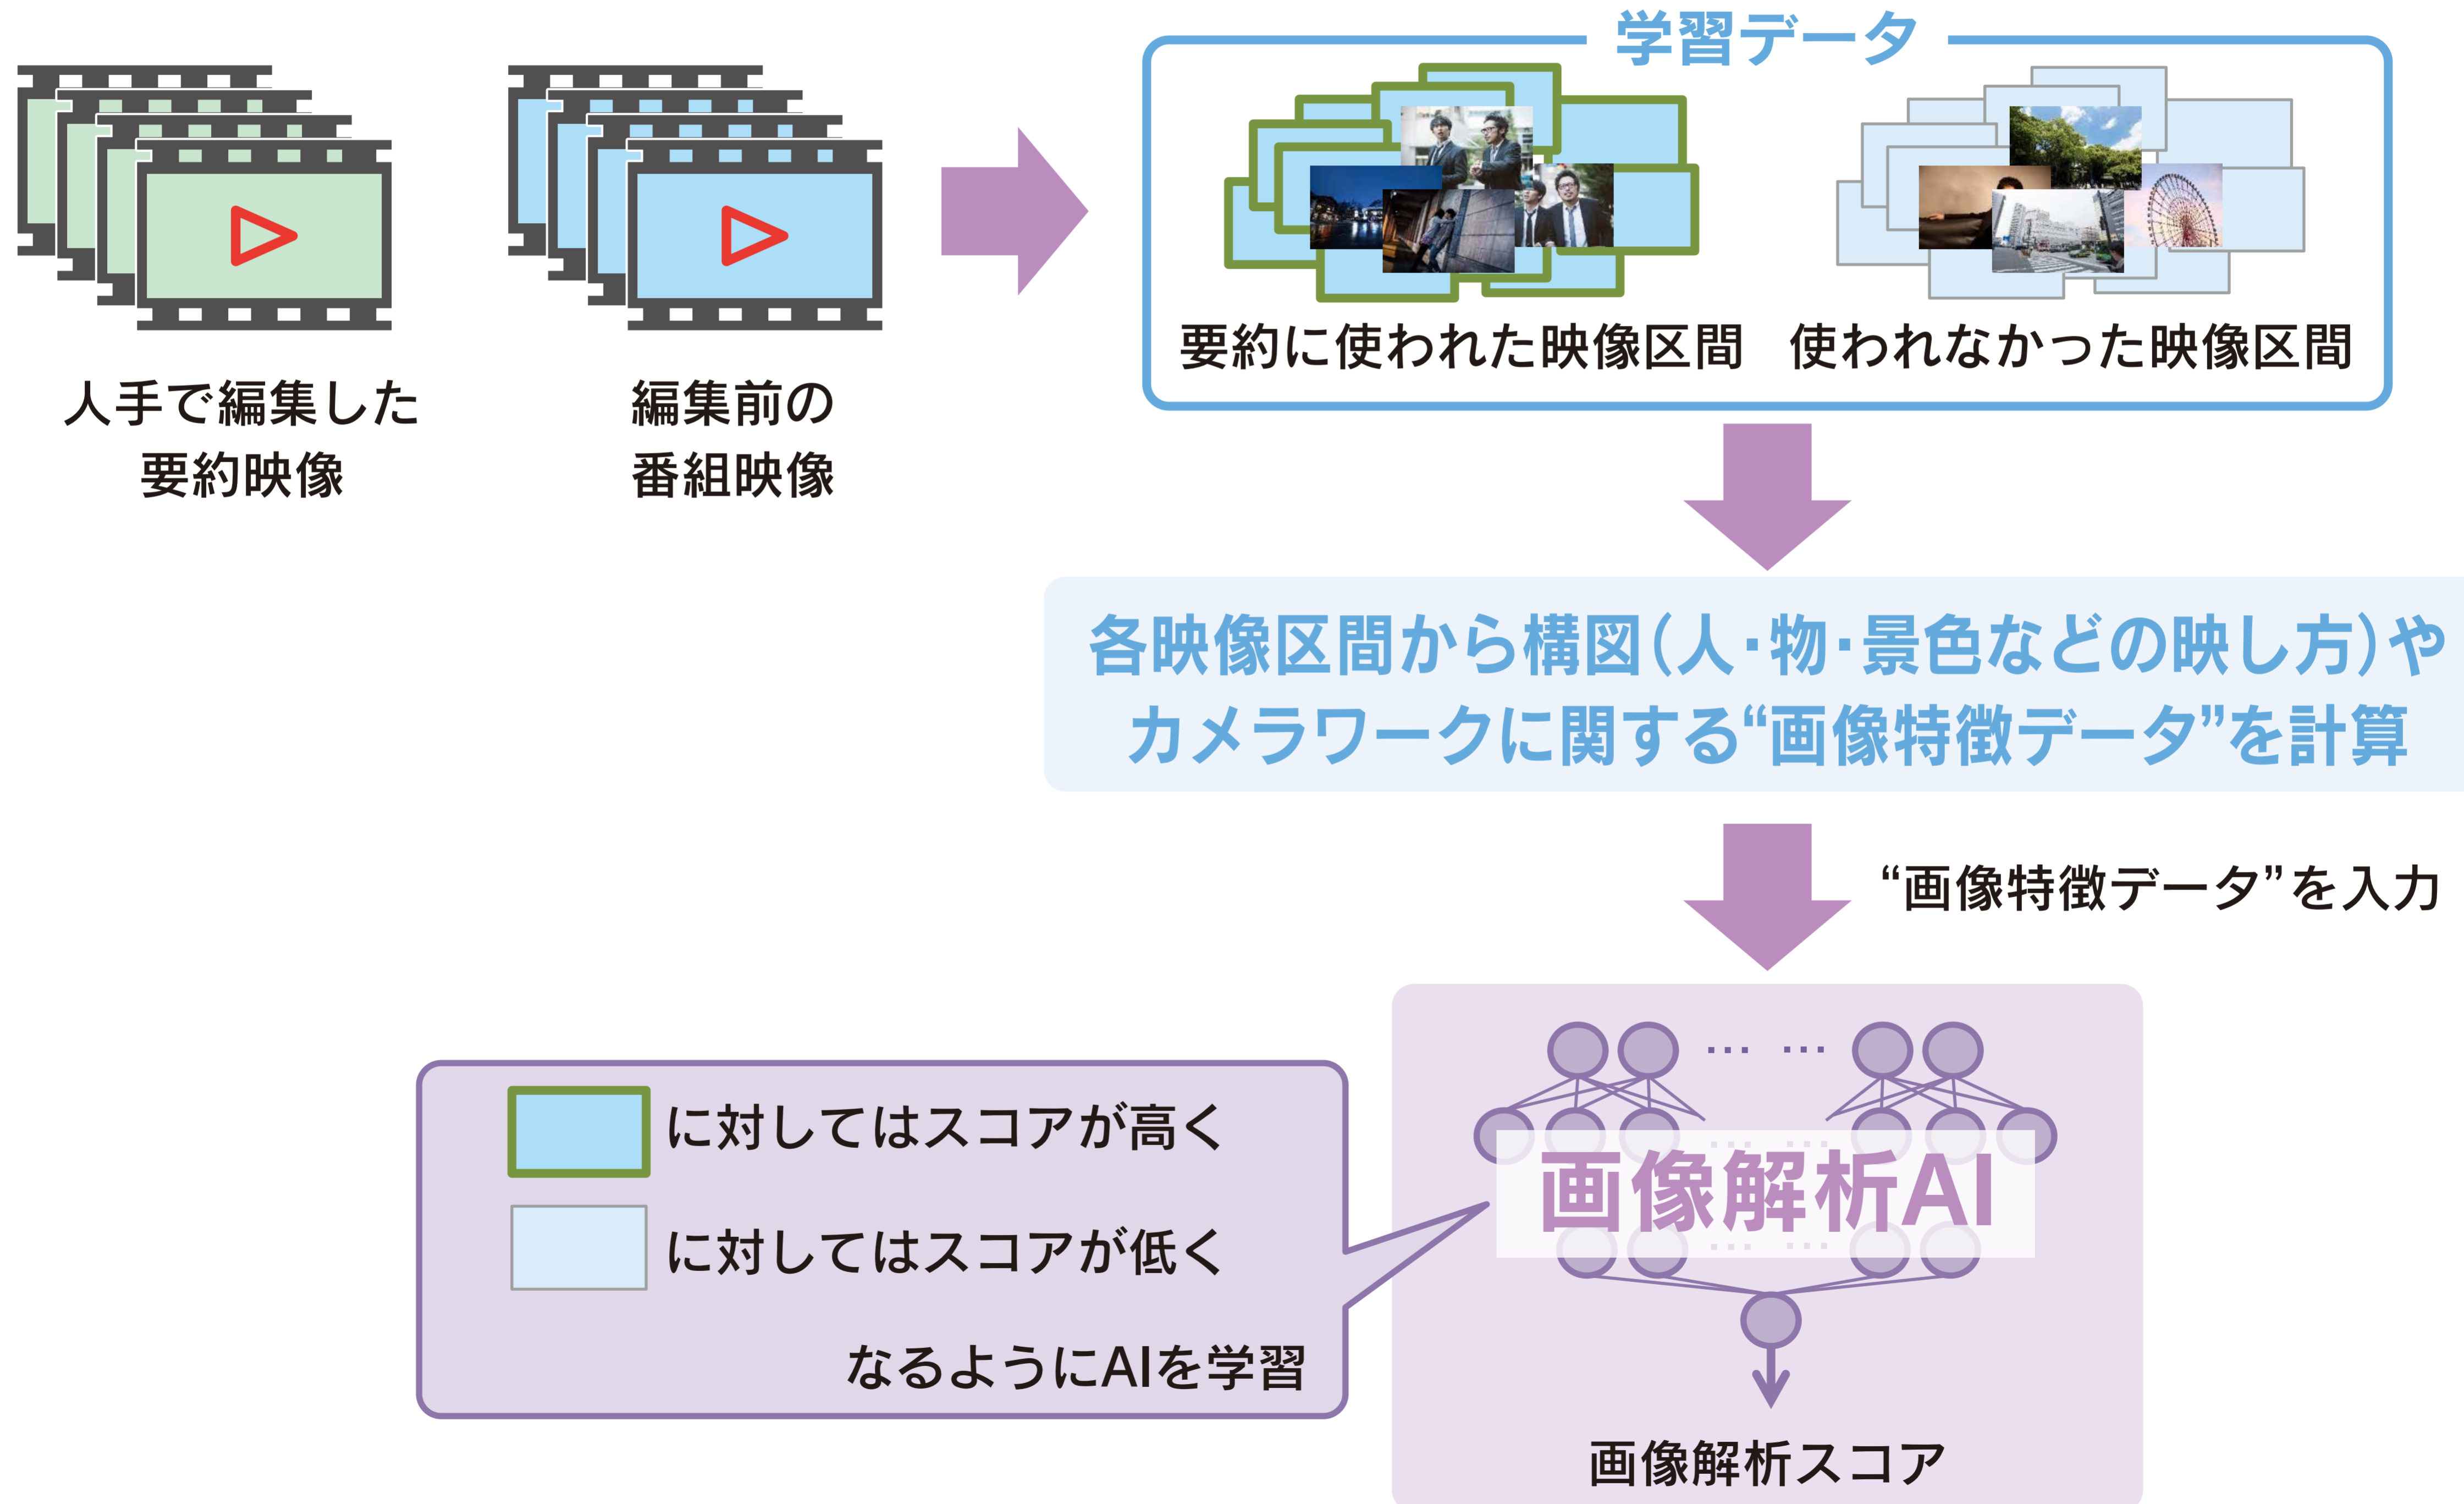 学習データ
人手で編集した
要約映像
編集前の
番組映像
要約に使われた映像区間
使われなかった映像区間
各映像区間から構図(人･物･景色などの映し方)や
カメラワークに関する“画像特徴データ”を計算
“画像特徴データ”を入力
に対してはスコアが高く
に対してはスコアが低く
なるようにAIを学習
画像解析AI
画像解析スコア